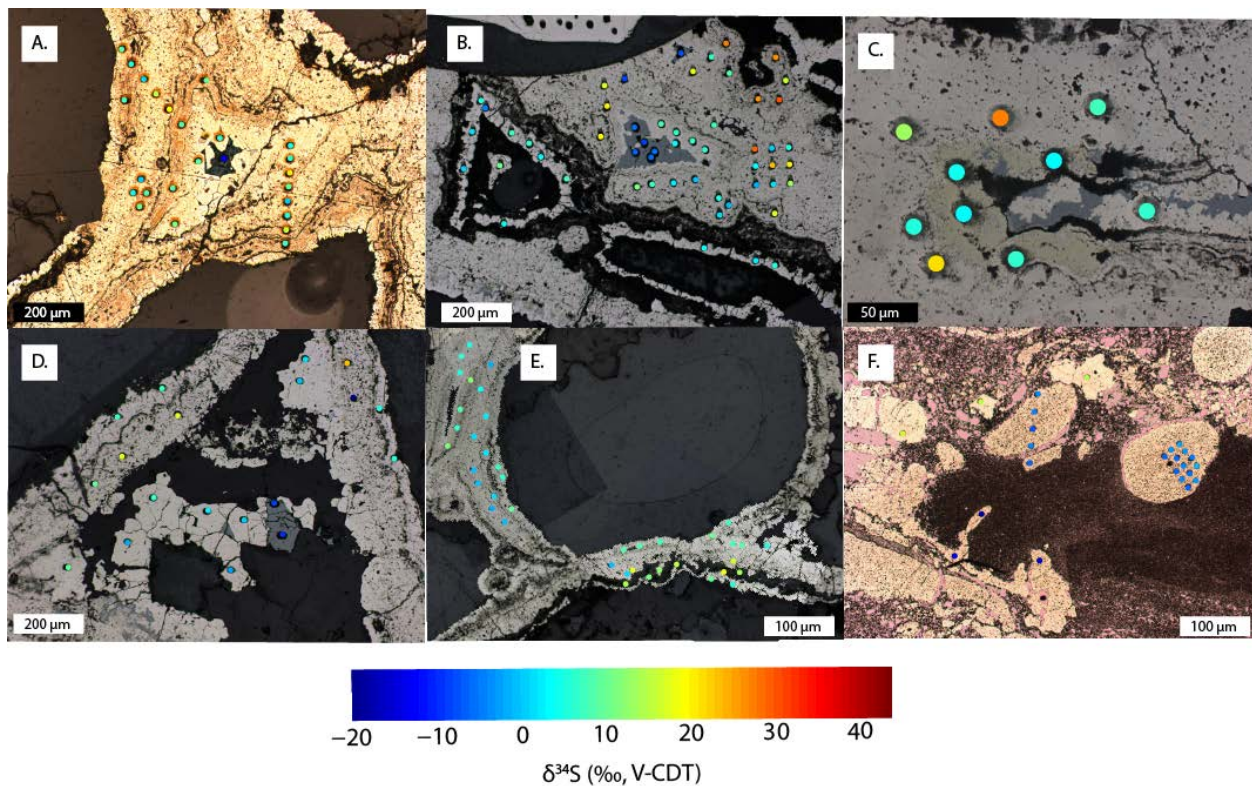 A.
B.
C.
200 µm
200 µm
50 µm
D.
E.
F.
200 µm
100 µm
100 µm
−20 −10 0 10 20 30 40
δ³⁴S (‰, V-CDT)